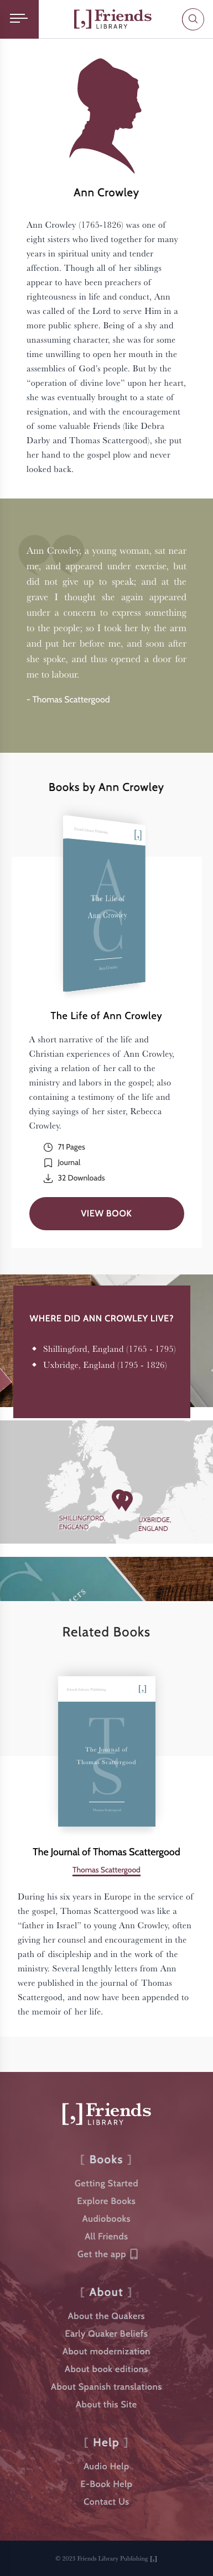 [,] Friends
LIBRARY
Ann Crowley
Ann Crowley (1765-1826) was one of
eight sisters who lived together for many
years in spiritual unity and tender
affection. Though all of her siblings
appear to have been preachers of
righteousness in life and conduct, Ann
was called of the Lord to serve Him in a
more public sphere. Being of a shy and
unassuming character, she was for some
time unwilling to open her mouth in the
assemblies of God’s people. But by the
“operation of divine love” upon her heart,
she was eventually brought to a state of
resignation, and with the encouragement
of some valuable Friends (like Debra
Darby and Thomas Scattergood), she put
her hand to the gospel plow and never
looked back.
Ann Crowley, a young woman, sat near
me, and appeared under exercise, but
did not give up to speak; and at the
grave I thought she again appeared
under a concern to express something
to the people; so I took her by the arm
and put her before me, and soon after
she spoke, and thus opened a door for
me to labour.
- Thomas Scattergood
Books by Ann Crowley
[,]
AC
The Life of
Ann Crowley
Ann Crowley
The Life of Ann Crowley
A short narrative of the life and
Christian experiences of Ann Crowley,
giving a relation of her call to the
ministry and labors in the gospel; also
containing a testimony of the life and
dying sayings of her sister, Rebecca
Crowley.
71 Pages
Journal
32 Downloads
VIEW BOOK
WHERE DID ANN CROWLEY LIVE?
Shillingford, England (1765 - 1795)
Uxbridge, England (1795 - 1826)
SHILLINGFORD,
ENGLAND
UXBRIDGE,
ENGLAND
Related Books
Friends Library Publishing
[,]
TS
The Journal of
Thomas Scattergood
Thomas Scattergood
The Journal of Thomas Scattergood
Thomas Scattergood
During his six years in Europe in the service of
the gospel, Thomas Scattergood was like a
“father in Israel” to young Ann Crowley, often
giving her counsel and encouragement in the
path of discipleship and in the work of the
ministry. Several lengthly letters from Ann
were published in the journal of Thomas
Scattergood, and now have been appended to
the memoir of her life.
[,] Friends
LIBRARY
[ Books ]
Getting Started
Explore Books
Audiobooks
All Friends
Get the app
[ About ]
About the Quakers
Early Quaker Beliefs
About modernization
About book editions
About Spanish translations
About this Site
[ Help ]
Audio Help
E-Book Help
Contact Us
© 2023 Friends Library Publishing [,]